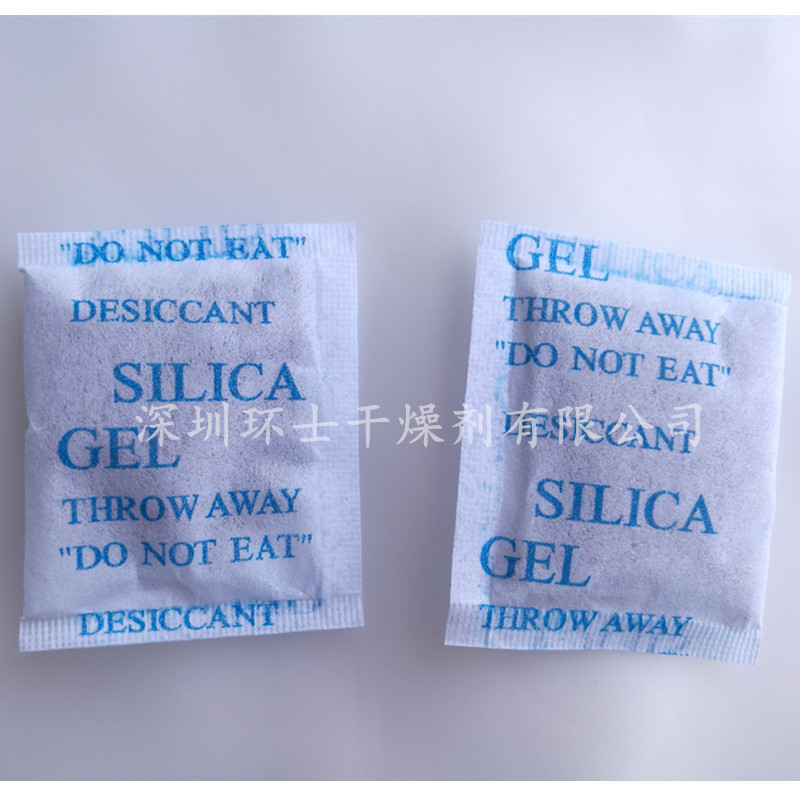 "DO NOT EAT"
DESICCANT
SILICA
GEL
THROW AWAY
"DO NOT EAT"
DESICCANT "
GEL
THROW AWAY
"DO NOT EAT"
DESICCANT
SILICA
GEL
THROW AWAY
深圳环士干燥剂有限公司